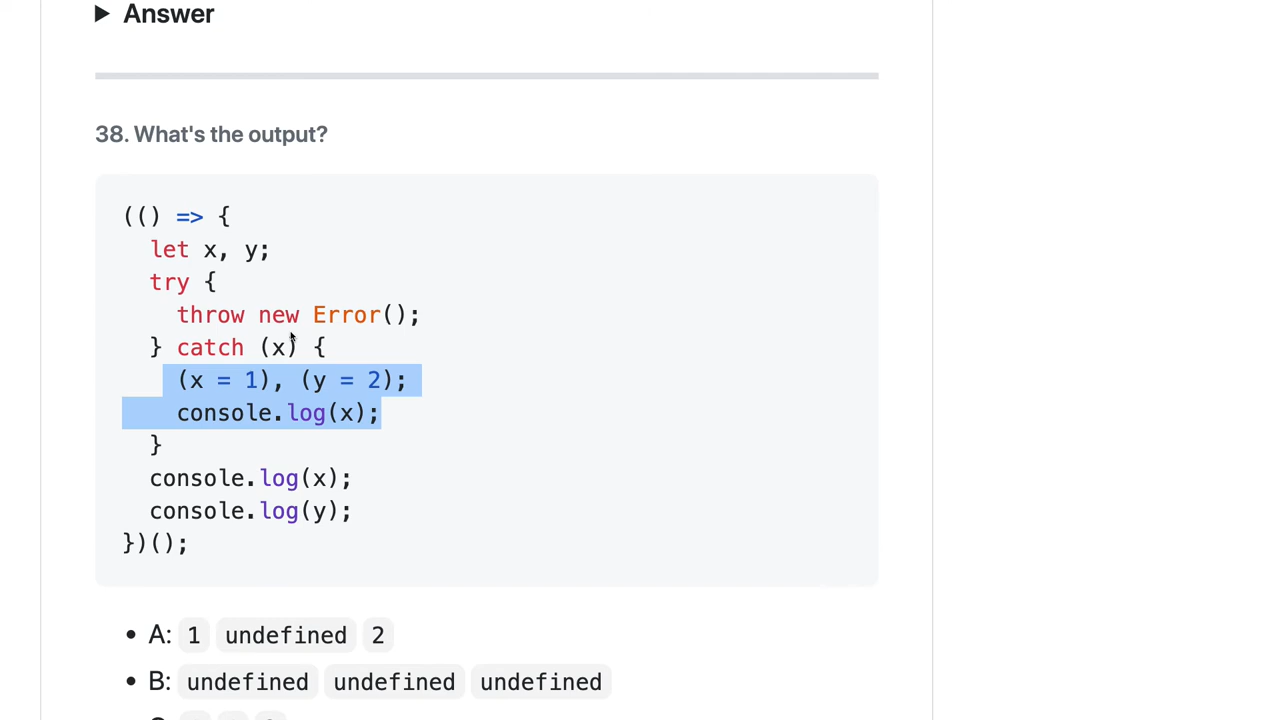 ▶ Answer
38. What's the output?
(() => {
  let x, y;
  try {
    throw new Error();
  } catch (x) {
    (x = 1), (y = 2);
    console.log(x);
  }
  console.log(x);
  console.log(y);
})();
• A: 1 undefined 2
• B: undefined undefined undefined